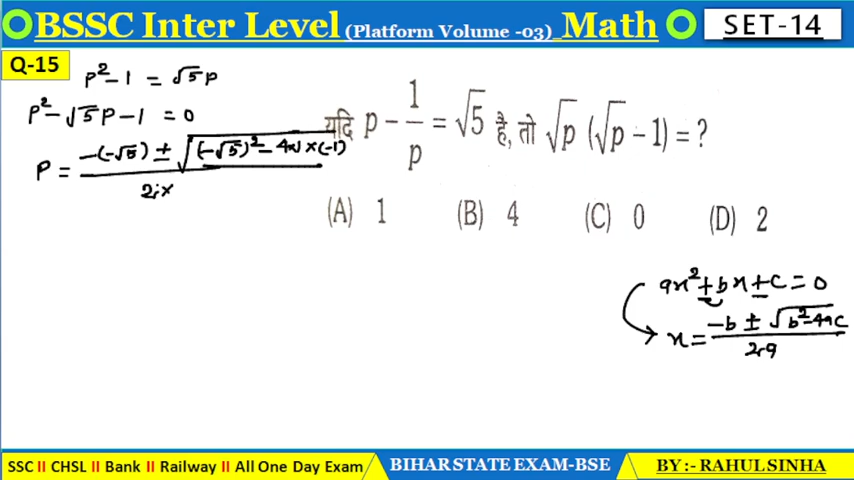 BSSC Inter Level (Platform Volume -03)_Math
SET-14
Q-15
p² - 1 = √5 p
p² - √5 p - 1 = 0
p = -(-√5) ± √(-√5)² - 4×1×(-1) / 2×
यदि p - 1/p = √5 है, तो √p (√p - 1) = ?
(A) 1 (B) 4 (C) 0 (D) 2
ax² + bx + c = 0
x = -b ± √b² - 4ac / 2a
SSC II CHSL II Bank II Railway II All One Day Exam
BIHAR STATE EXAM-BSE
BY :- RAHUL SINHA